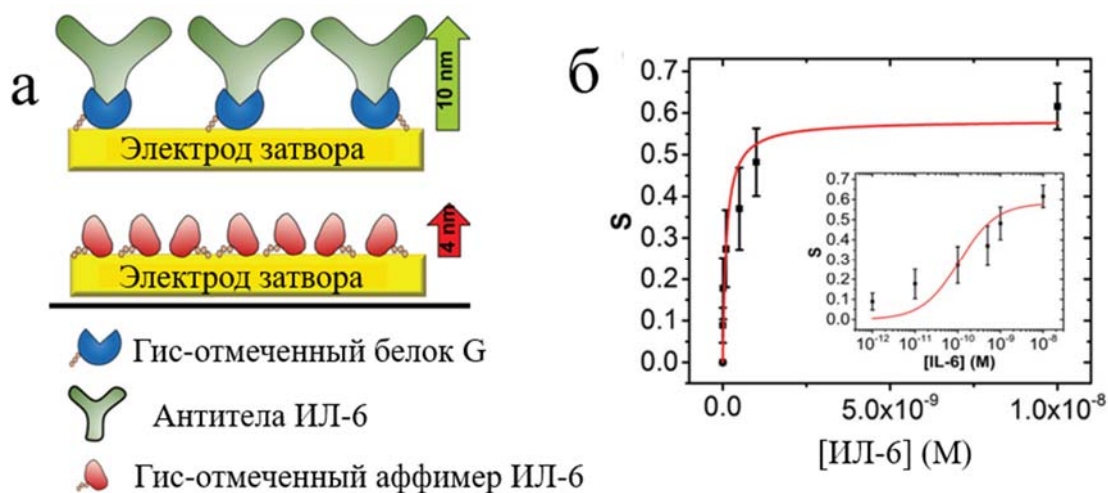 а
10 nm
Электрод затвора
4 nm
Электрод затвора
Гис-отмеченный белок G
Антитела ИЛ-6
Гис-отмеченный аффимер ИЛ-6
б
0.7
0.6
0.5
0.4
0.3
0.2
0.1
0.0
S
0.0
5.0x10⁻⁹
1.0x10⁻⁸
[ИЛ-6] (М)
0.7
0.6
0.5
0.4
0.3
0.2
0.1
0.0
S
10⁻¹²
10⁻¹¹
10⁻¹⁰
10⁻⁹
10⁻⁸
[IL-6] (M)